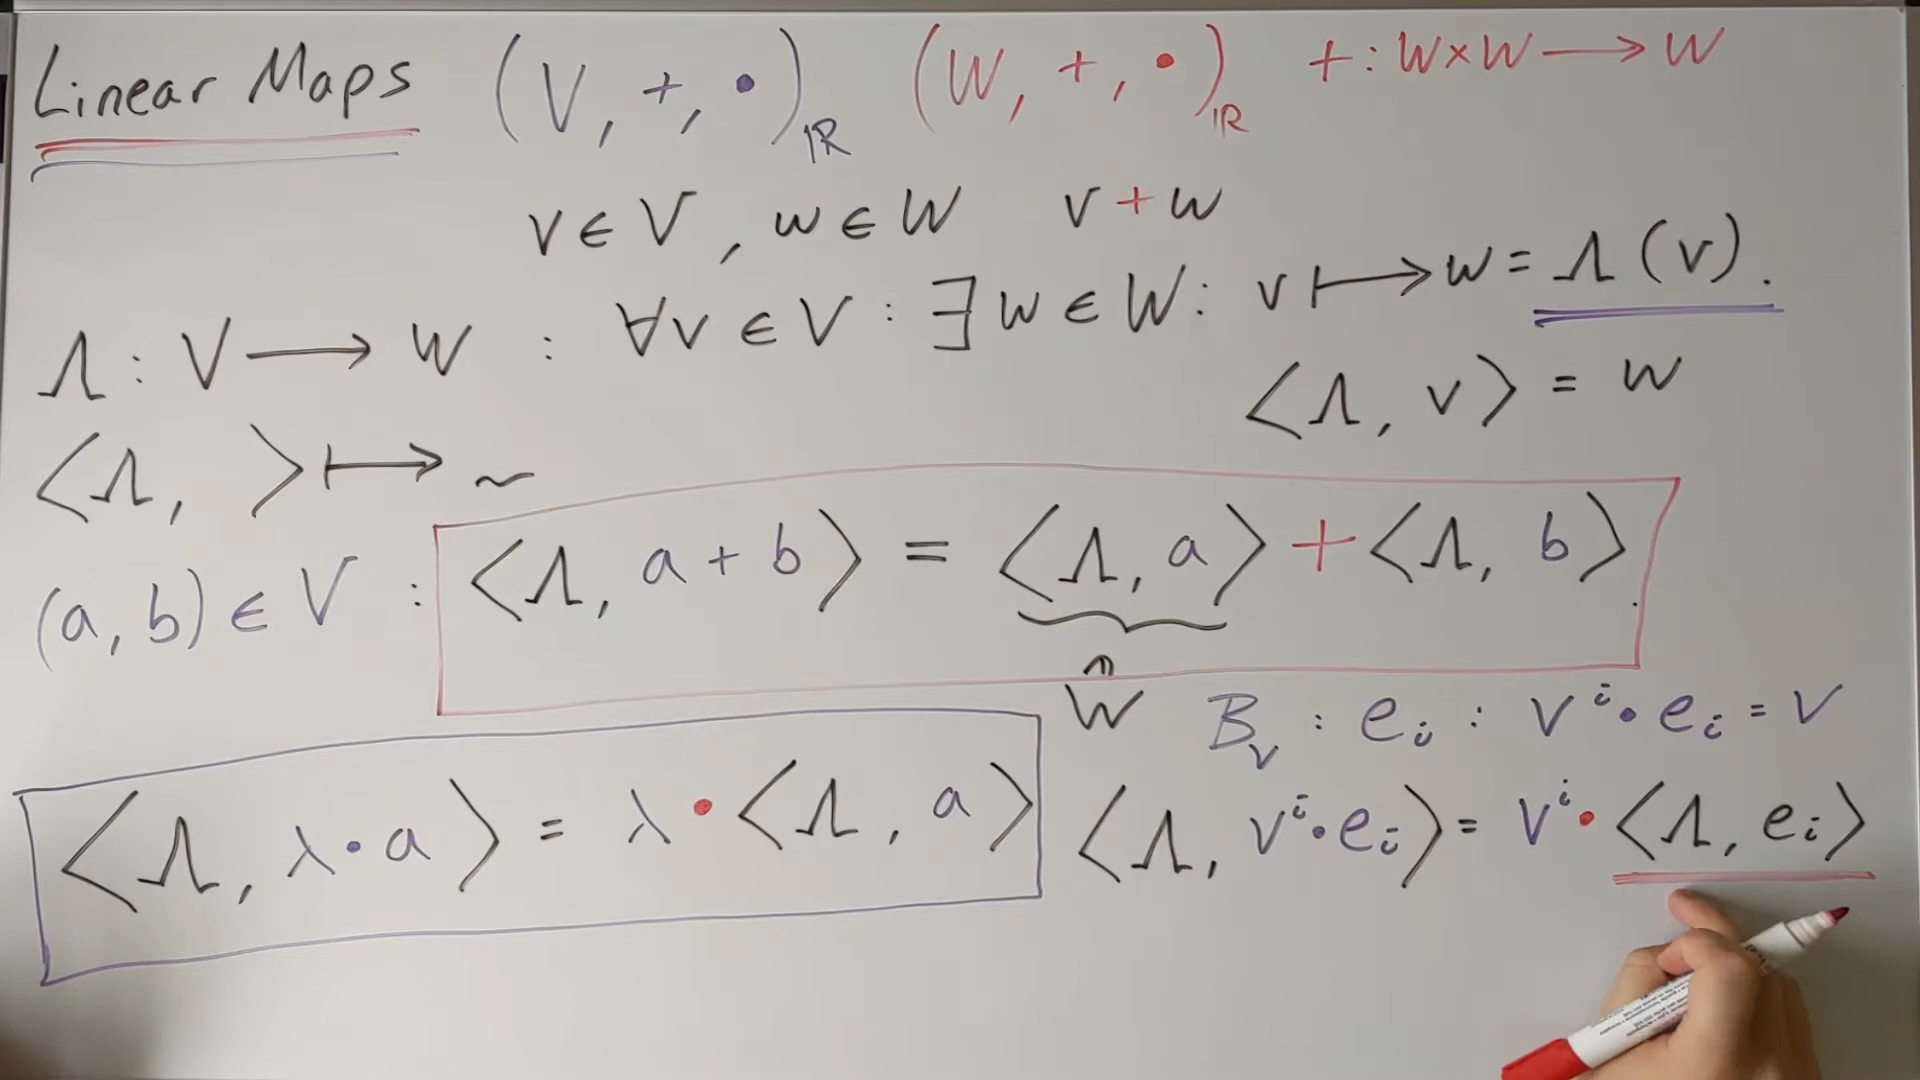 Linear Maps (V, +, •)ℝ (W, +, •)ℝ + : W×W ⟶ W
v ∈ V , w ∈ W v + w
Λ : V ⟶ W : ∀v ∈ V : ∃ w ∈ W : v ⟼ w = Λ(v).
⟨Λ, v⟩ = w
⟨Λ, ⟩ ⟼ ~
(a, b) ∈ V : ⟨Λ, a + b⟩ = ⟨Λ, a⟩ + ⟨Λ, b⟩
∩
W B_V : e_i : v^i • e_i = v
⟨Λ, λ • a⟩ = λ • ⟨Λ, a⟩ ⟨Λ, v^i • e_i⟩ = v^i • ⟨Λ, e_i⟩